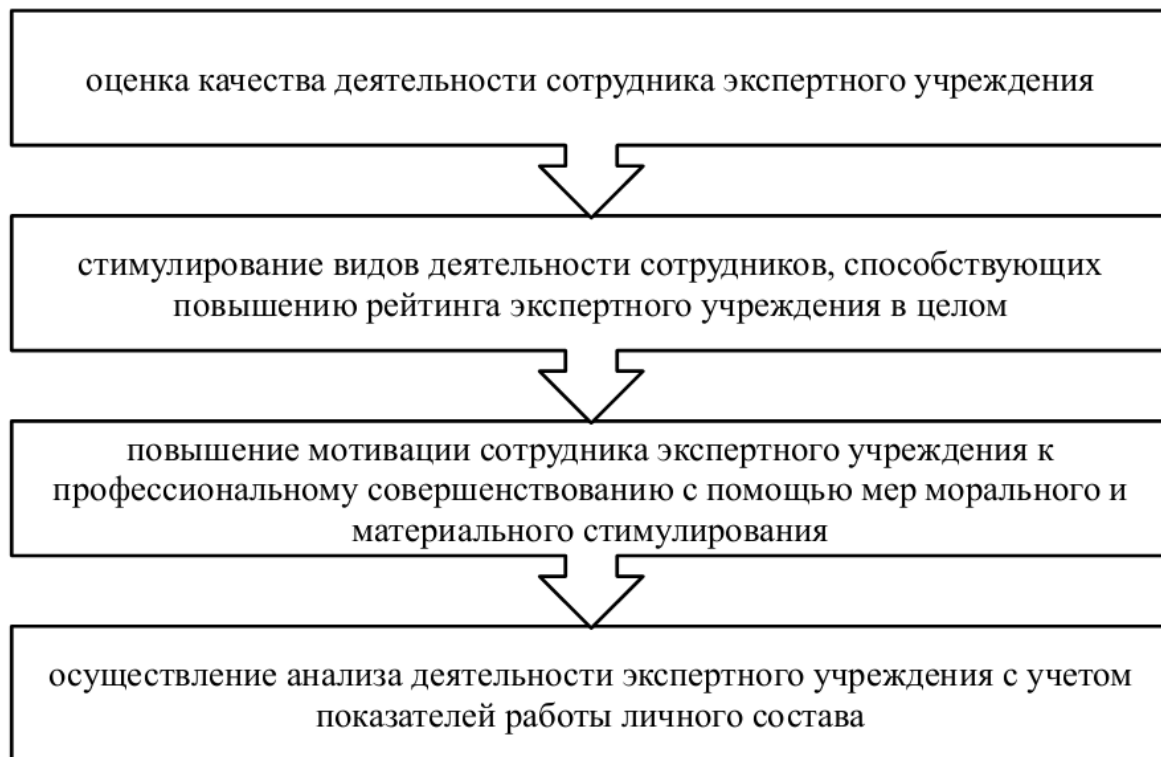 оценка качества деятельности сотрудника экспертного учреждения
стимулирование видов деятельности сотрудников, способствующих
повышению рейтинга экспертного учреждения в целом
повышение мотивации сотрудника экспертного учреждения к
профессиональному совершенствованию с помощью мер морального и
материального стимулирования
осуществление анализа деятельности экспертного учреждения с учетом
показателей работы личного состава